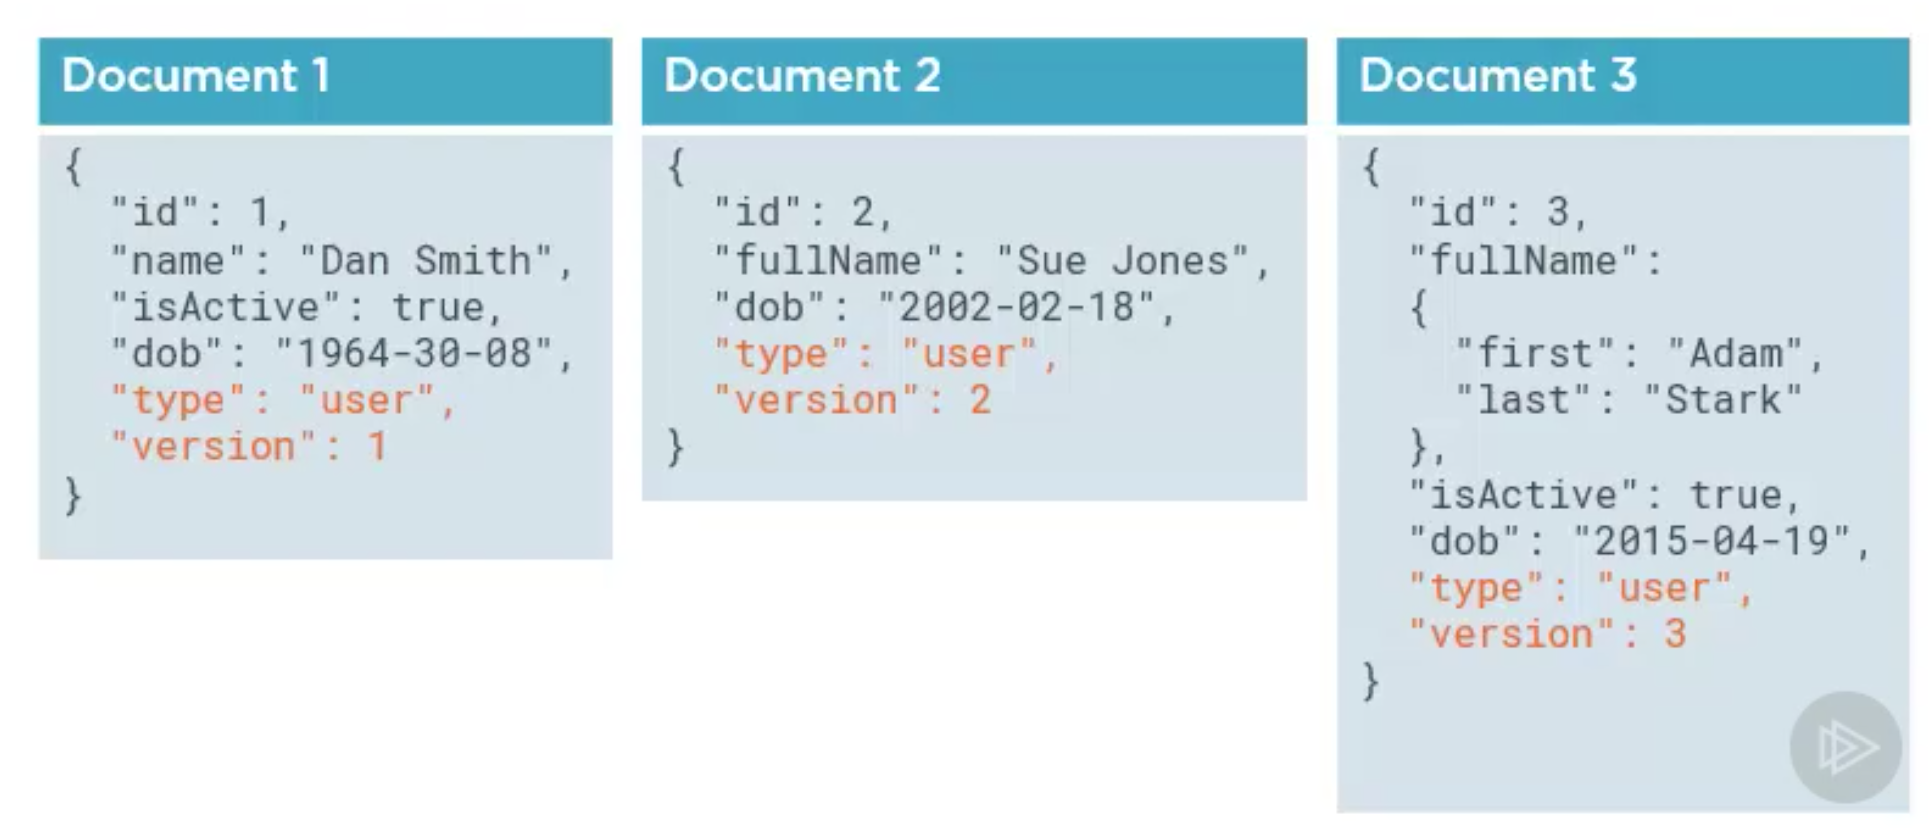 Document 1
{
"id": 1,
"name": "Dan Smith",
"isActive": true,
"dob": "1964-30-08",
"type": "user",
"version": 1
}
Document 2
{
"id": 2,
"fullName": "Sue Jones",
"dob": "2002-02-18",
"type": "user",
"version": 2
}
Document 3
{
"id": 3,
"fullName":
{
"first": "Adam",
"last": "Stark"
},
"isActive": true,
"dob": "2015-04-19",
"type": "user",
"version": 3
}